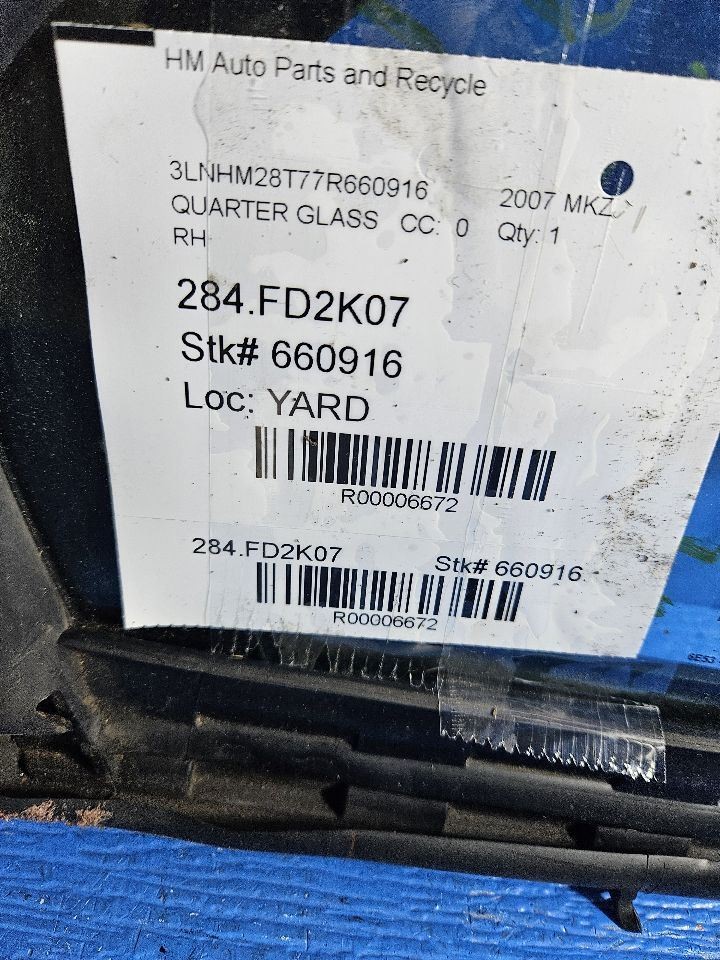 HM Auto Parts and Recycle
3LNHM28T77R660916 2007 MKZ
QUARTER GLASS CC: 0 Qty: 1
RH
284.FD2K07
Stk# 660916
Loc: YARD
R00006672
284.FD2K07 Stk# 660916
R00006672
6E53